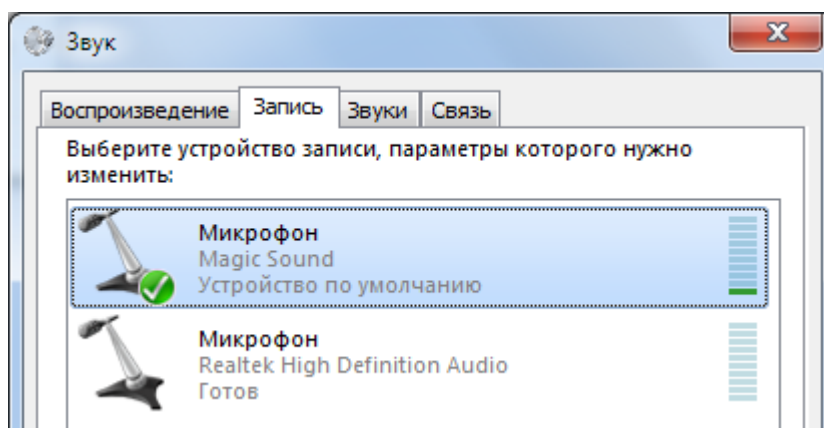 Звук
Воспроизведение Запись Звуки Связь
Выберите устройство записи, параметры которого нужно
изменить:
Микрофон
Magic Sound
Устройство по умолчанию
Микрофон
Realtek High Definition Audio
Готов